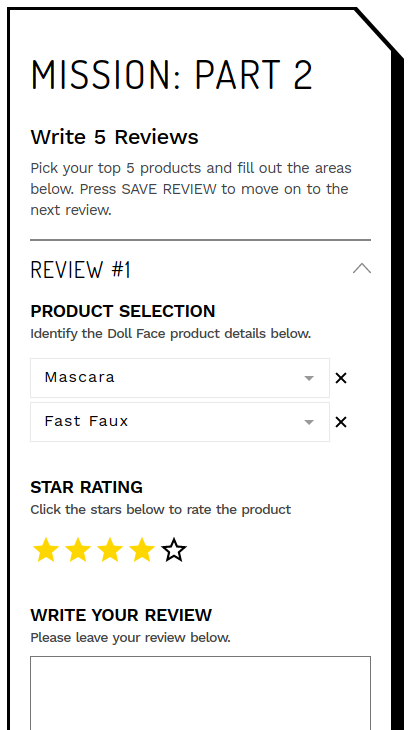 MISSION: PART 2
Write 5 Reviews
Pick your top 5 products and fill out the areas
below. Press SAVE REVIEW to move on to the
next review.
REVIEW #1
PRODUCT SELECTION
Identify the Doll Face product details below.
Mascara
Fast Faux
STAR RATING
Click the stars below to rate the product
WRITE YOUR REVIEW
Please leave your review below.